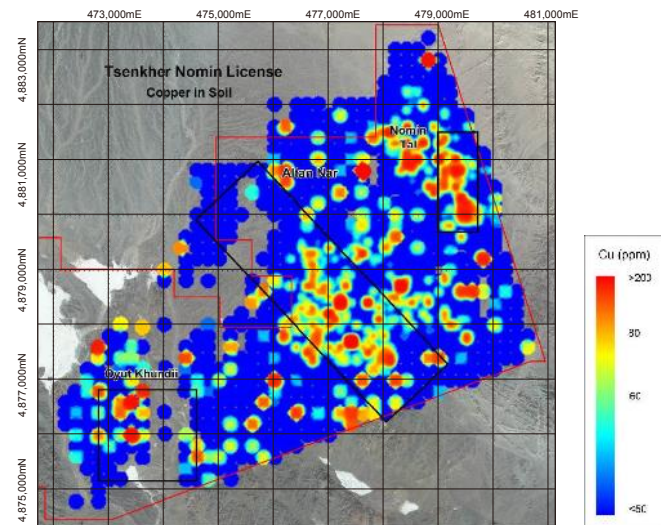 473,000mE
475,000mE
477,000mE
479,000mE
481,000mE
4,883,000mN
4,881,000mN
4,879,000mN
4,877,000mN
4,875,000mN
Tsenkher Nomin License
Copper in Soil
Nomin
Tal
Altan Nar
Oyut Khundii
Cu (ppm)
>200
80
60
<50